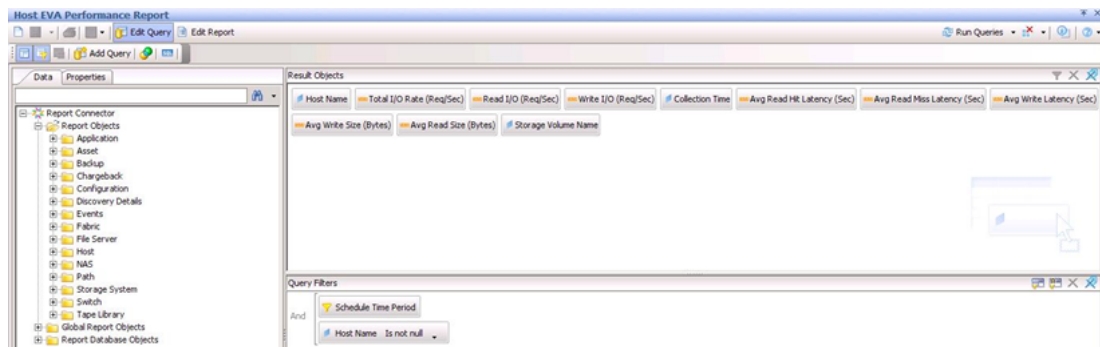 Host EVA Performance Report
Edit Query Edit Report Run Queries
Add Query
Data Properties
Result Objects
Host Name Total I/O Rate (Req/Sec) Read I/O (Req/Sec) Write I/O (Req/Sec) Collection Time Avg Read Hit Latency (Sec) Avg Read Miss Latency (Sec) Avg Write Latency (Sec)
Avg Write Size (Bytes) Avg Read Size (Bytes) Storage Volume Name
Report Connector
Report Objects
Application
Asset
Backup
Chargeback
Configuration
Discovery Details
Events
Fabric
File Server
Host
NAS
Path
Storage System
Switch
Tape Library
Global Report Objects
Report Database Objects
Query Filters
And
Schedule Time Period
Host Name Is not null